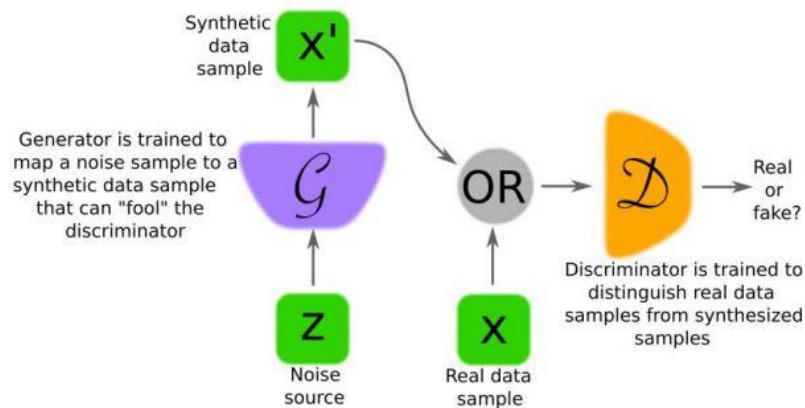 Synthetic
data
sample
x'
Generator is trained to
map a noise sample to a
synthetic data sample
that can "fool" the
discriminator
G
z
Noise
source
OR
x
Real data
sample
D
Real
or
fake?
Discriminator is trained to
distinguish real data
samples from synthesized
samples